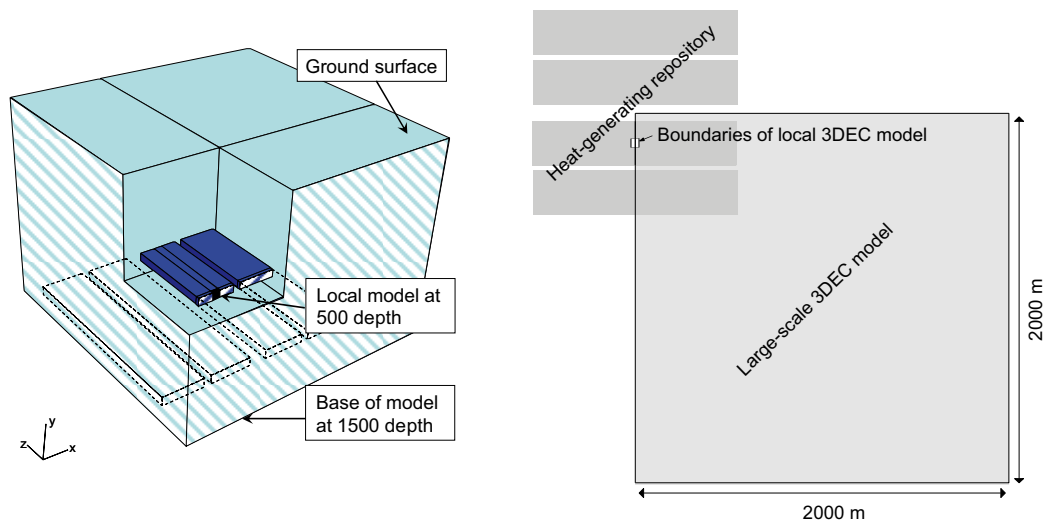 Ground surface
Local model at
500 depth
Base of model
at 1500 depth
y
z
x
Heat-generating repository
Boundaries of local 3DEC model
Large-scale 3DEC model
2000 m
2000 m